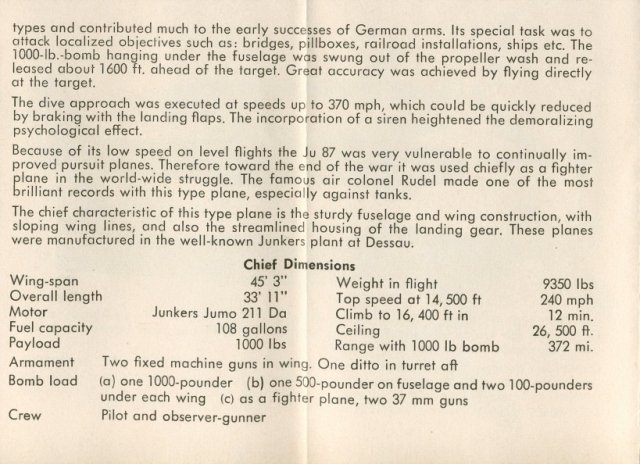 types and contributed much to the early successes of German arms. Its special task was to
attack localized objectives such as: bridges, pillboxes, railroad installations, ships etc. The
1000-lb.-bomb hanging under the fuselage was swung out of the propeller wash and re-
leased about 1600 ft. ahead of the target. Great accuracy was achieved by flying directly
at the target.
The dive approach was executed at speeds up to 370 mph, which could be quickly reduced
by braking with the landing flaps. The incorporation of a siren heightened the demoralizing
psychological effect.
Because of its low speed on level flights the Ju 87 was very vulnerable to continually im-
proved pursuit planes. Therefore toward the end of the war it was used chiefly as a fighter
plane in the world-wide struggle. The famous air colonel Rudel made one of the most
brilliant records with this type plane, especially against tanks.
The chief characteristic of this type plane is the sturdy fuselage and wing construction, with
sloping wing lines, and also the streamlined housing of the landing gear. These planes
were manufactured in the well-known Junkers plant at Dessau.
Chief Dimensions
Wing-span 45' 3" Weight in flight 9350 lbs
Overall length 33' 11" Top speed at 14,500 ft 240 mph
Motor Junkers Jumo 211 Da Climb to 16,400 ft in 12 min.
Fuel capacity 108 gallons Ceiling 26,500 ft.
Payload 1000 lbs Range with 1000 lb bomb 372 mi.
Armament Two fixed machine guns in wing. One ditto in turret aft
Bomb load (a) one 1000-pounder (b) one 500-pounder on fuselage and two 100-pounders
under each wing (c) as a fighter plane, two 37 mm guns
Crew Pilot and observer-gunner